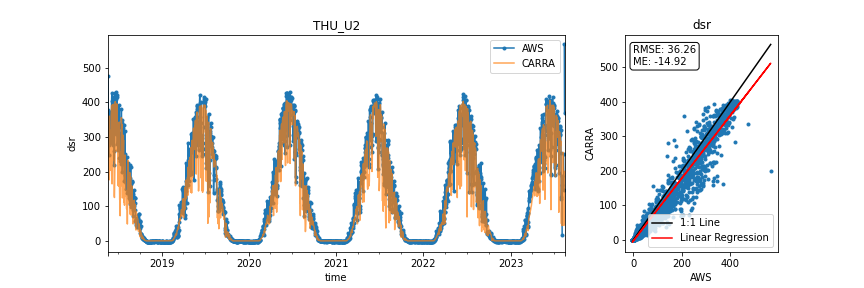 THU_U2
dsr
500
400
300
200
100
0
2019
2020
2021
2022
2023
time
AWS
CARRA
dsr
CARRA
500
400
300
200
100
0
0
200
400
AWS
RMSE: 36.26
ME: -14.92
1:1 Line
Linear Regression